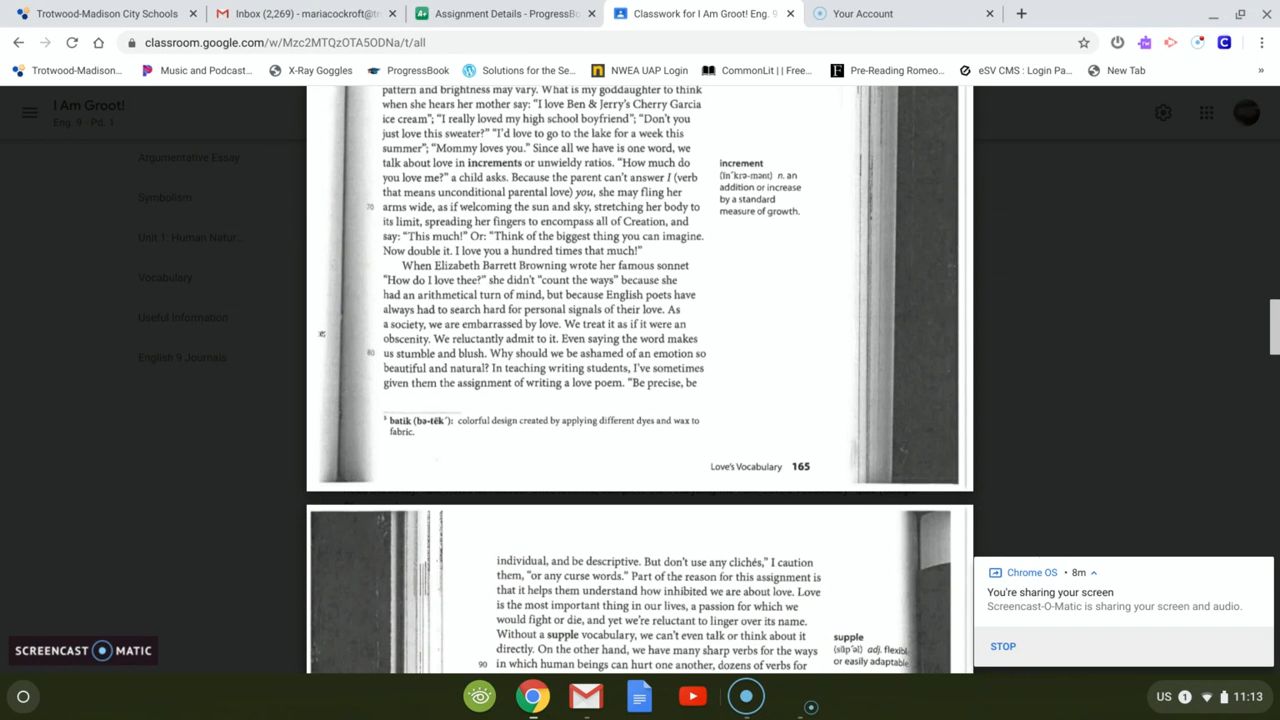 Trotwood-Madison City Schools
Inbox (2,269) - mariacockroft@t
Assignment Details - ProgressBo
Classwork for I Am Groot! Eng. 9
Your Account
classroom.google.com/w/Mzc2MTQzOTA5ODNa/t/all
Trotwood-Madison...
Music and Podcast...
X-Ray Goggles
ProgressBook
Solutions for the Se...
NWEA UAP Login
CommonLit | | Free...
Pre-Reading Romeo...
eSV CMS : Login Pa...
New Tab
I Am Groot!
Eng. 9 - Pd. 1
Argumentative Essay
Symbolism
Unit 1: Human Natur...
Vocabulary
Useful Information
English 9 Journals
pattern and brightness may vary. What is my goddaughter to think
when she hears her mother say: "I love Ben & Jerry's Cherry Garcia
ice cream"; "I really loved my high school boyfriend"; "Don't you
just love this sweater?" "I'd love to go to the lake for a week this
summer"; "Mommy loves you." Since all we have is one word, we
talk about love in increments or unwieldy ratios. "How much do
you love me?" a child asks. Because the parent can't answer I (verb
that means unconditional parental love) you, she may fling her
70 arms wide, as if welcoming the sun and sky, stretching her body to
its limit, spreading her fingers to encompass all of Creation, and
say: "This much!" Or: "Think of the biggest thing you can imagine.
Now double it. I love you a hundred times that much!"
When Elizabeth Barrett Browning wrote her famous sonnet
"How do I love thee?" she didn't "count the ways" because she
had an arithmetical turn of mind, but because English poets have
always had to search hard for personal signals of their love. As
a society, we are embarrassed by love. We treat it as if it were an
obscenity. We reluctantly admit to it. Even saying the word makes
80 us stumble and blush. Why should we be ashamed of an emotion so
beautiful and natural? In teaching writing students, I've sometimes
given them the assignment of writing a love poem. "Be precise, be
increment
(ĭn´krə-mənt) n. an
addition or increase
by a standard
measure of growth.
batik (bə-tēk´): colorful design created by applying different dyes and wax to
fabric.
Love's Vocabulary 165
individual, and be descriptive. But don't use any clichés," I caution
them, "or any curse words." Part of the reason for this assignment is
that it helps them understand how inhibited we are about love. Love
is the most important thing in our lives, a passion for which we
would fight or die, and yet we're reluctant to linger over its name.
Without a supple vocabulary, we can't even talk or think about it
directly. On the other hand, we have many sharp verbs for the ways
90 in which human beings can hurt one another, dozens of verbs for
supple
(sŭp´əl) adj. flexibl
or easily adaptable
Chrome OS • 8m
You're sharing your screen
Screencast-O-Matic is sharing your screen and audio.
STOP
SCREENCAST MATIC
US 1 11:13